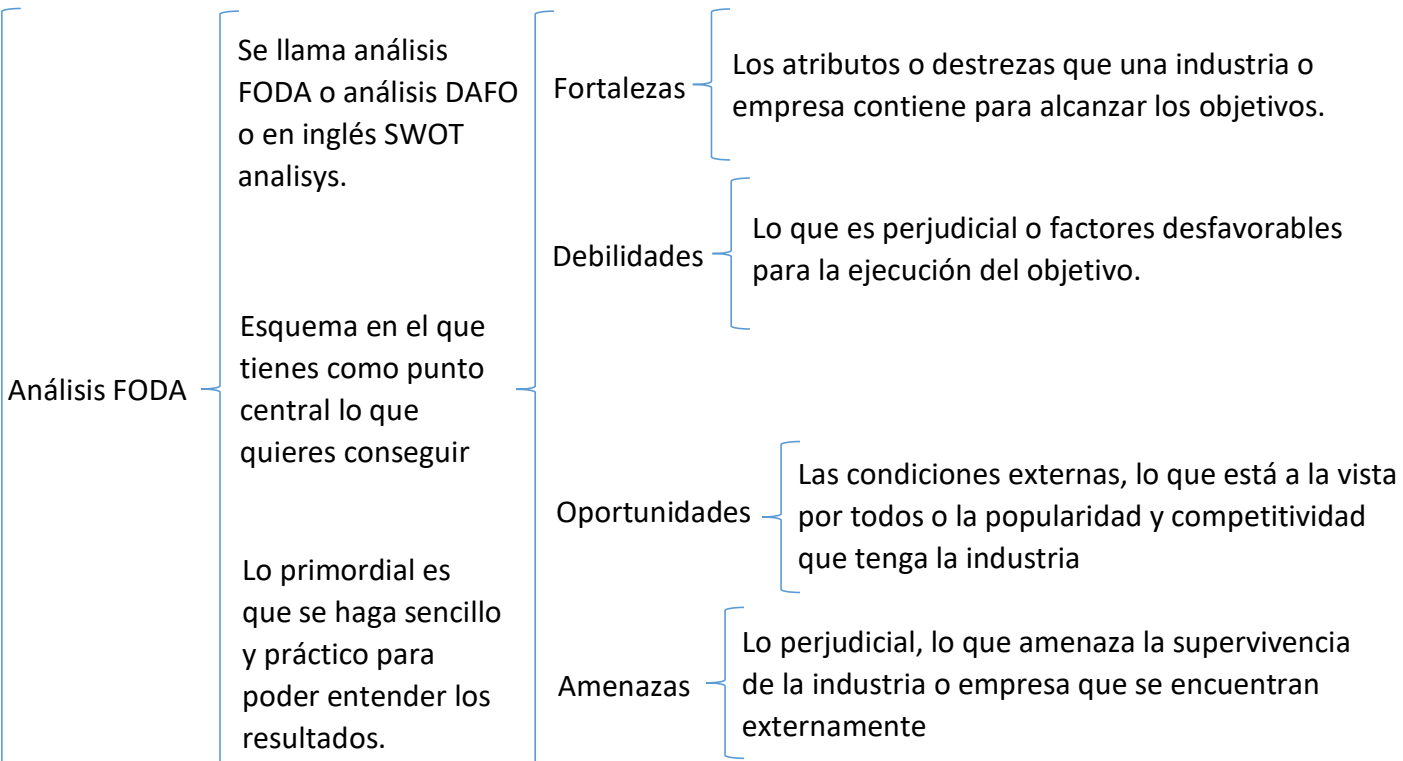 Análisis FODA
Se llama análisis
FODA o análisis DAFO
o en inglés SWOT
analisys.
Esquema en el que
tienes como punto
central lo que
quieres conseguir
Lo primordial es
que se haga sencillo
y práctico para
poder entender los
resultados.
Fortalezas
Los atributos o destrezas que una industria o
empresa contiene para alcanzar los objetivos.
Debilidades
Lo que es perjudicial o factores desfavorables
para la ejecución del objetivo.
Oportunidades
Las condiciones externas, lo que está a la vista
por todos o la popularidad y competitividad
que tenga la industria
Amenazas
Lo perjudicial, lo que amenaza la supervivencia
de la industria o empresa que se encuentran
externamente